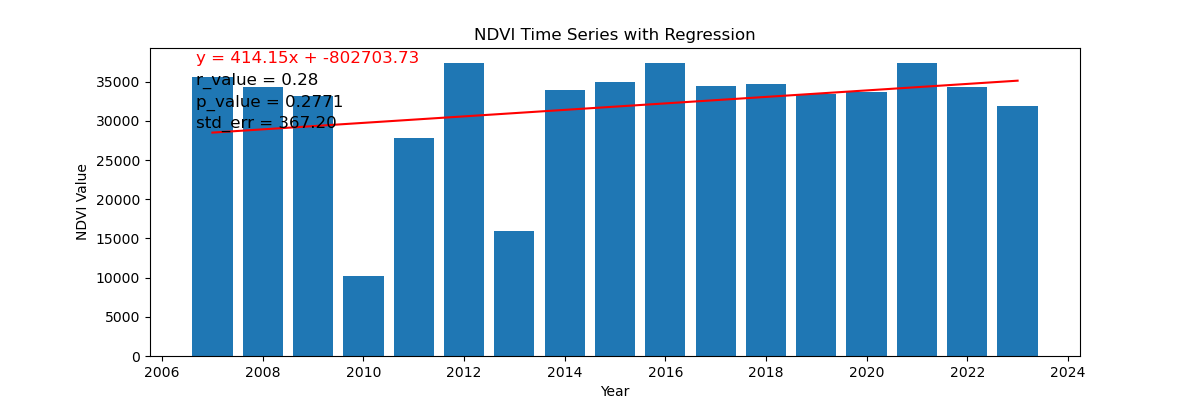 NDVI Time Series with Regression
y = 414.15x + -802703.73
r_value = 0.28
p_value = 0.2771
std_err = 367.20
NDVI Value
35000
30000
25000
20000
15000
10000
5000
0
2006 2008 2010 2012 2014 2016 2018 2020 2022 2024
Year